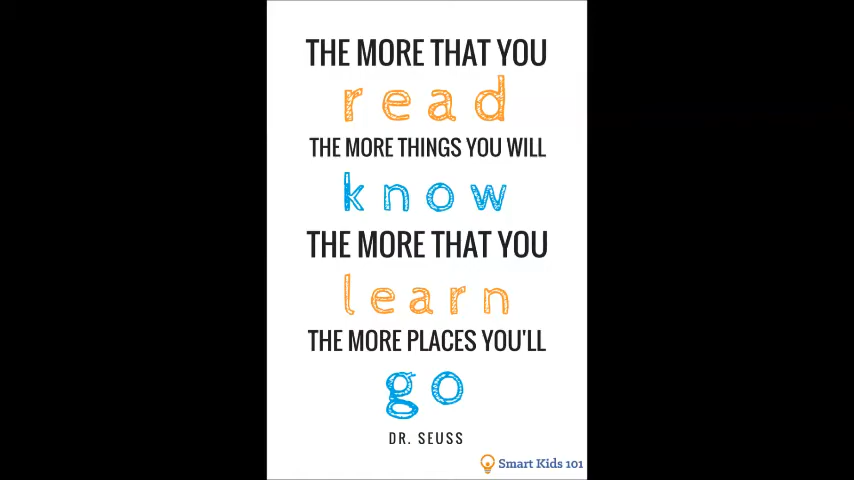 THE MORE THAT YOU
read
THE MORE THINGS YOU WILL
know
THE MORE THAT YOU
learn
THE MORE PLACES YOU'LL
go
DR. SEUSS
Smart Kids 101